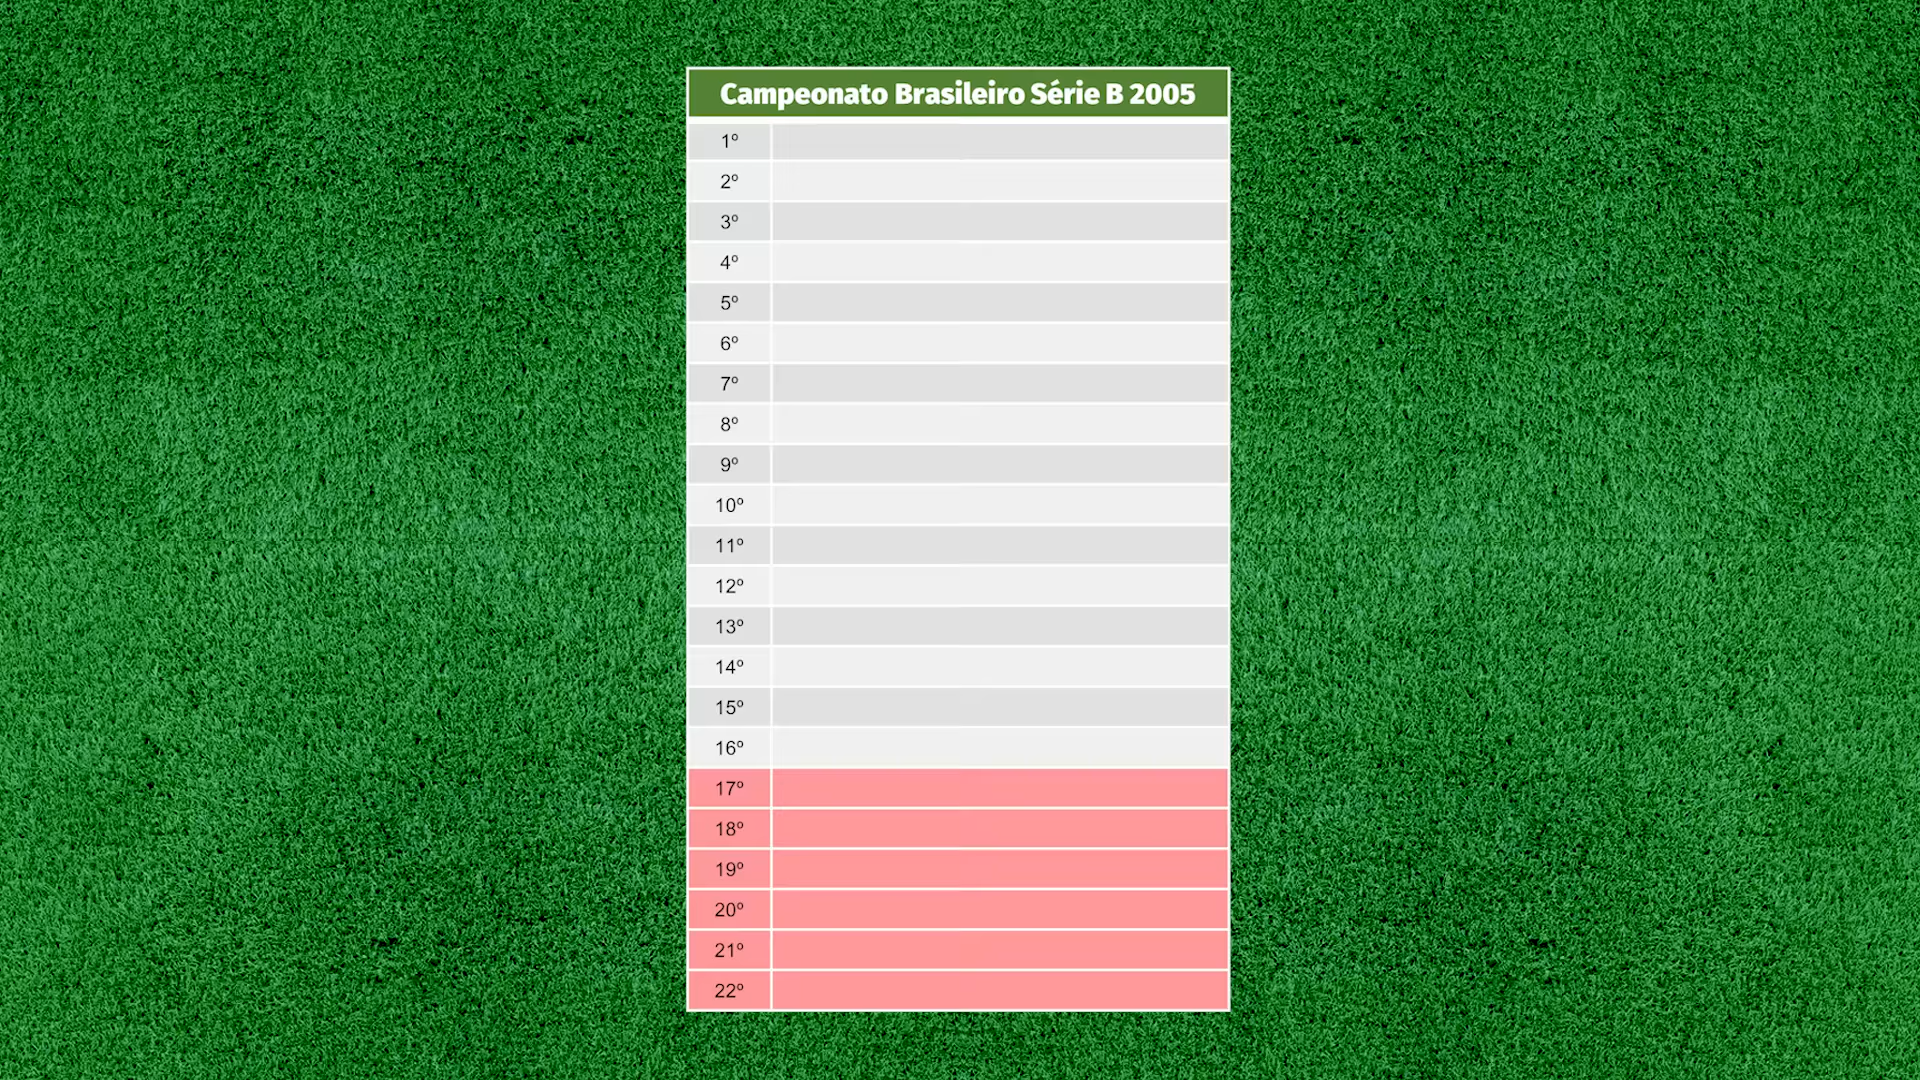 Campeonato Brasileiro Série B 2005
1º
2º
3º
4º
5º
6º
7º
8º
9º
10º
11º
12º
13º
14º
15º
16º
17º
18º
19º
20º
21º
22º